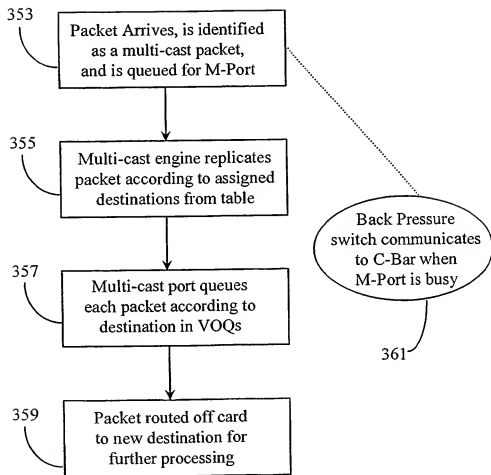 353
Packet Arrives, is identified
as a multi-cast packet,
and is queued for M-Port
355
Multi-cast engine replicates
packet according to assigned
destinations from table
Back Pressure
switch communicates
to C-Bar when
M-Port is busy
361
357
Multi-cast port queues
each packet according to
destination in VOQs
359
Packet routed off card
to new destination for
further processing